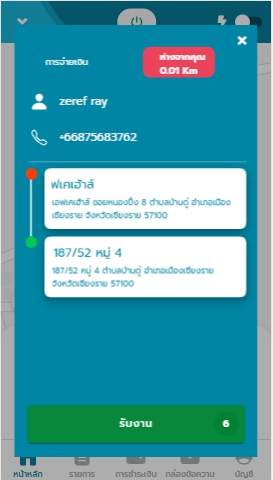 ห่างจากคุณ
การจ่ายเงิน
0.01 Km
zeref ray
+66875683762
ฟเคเฮ้าส์
เอฟเคเฮ้าส์ ซอยหนองปึ๋ง 8 ตำบลบ้านดู่ อำเภอเมือง
เชียงราย จังหวัดเชียงราย 57100
187/52 หมู่ 4
187/52 หมู่ 4 ตำบลบ้านดู่ อำเภอเมืองเชียงราย
จังหวัดเชียงราย 57100
รับงาน 6
หน้าหลัก รายการ การชำระเงิน กล่องข้อความ บัญชี